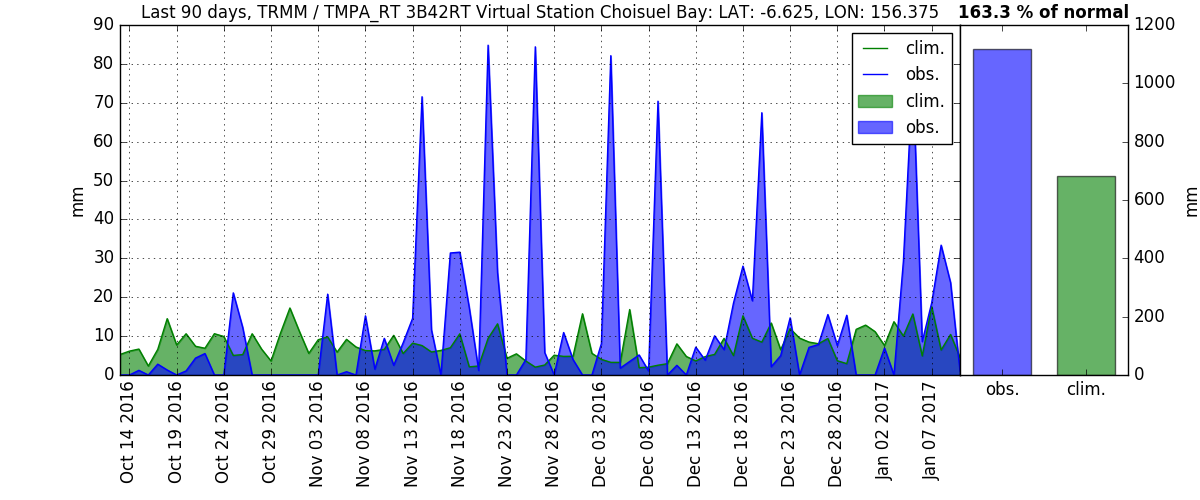 Last 90 days, TRMM / TMPA_RT 3B42RT Virtual Station Choisuel Bay: LAT: -6.625, LON: 156.375 163.3 % of normal
90
80
70
60
50
40
30
20
10
0
mm
clim.
obs.
clim.
obs.
1200
1000
800
600
400
200
0
mm
Oct 14 2016
Oct 19 2016
Oct 24 2016
Oct 29 2016
Nov 03 2016
Nov 08 2016
Nov 13 2016
Nov 18 2016
Nov 23 2016
Nov 28 2016
Dec 03 2016
Dec 08 2016
Dec 13 2016
Dec 18 2016
Dec 23 2016
Dec 28 2016
Jan 02 2017
Jan 07 2017
obs. clim.